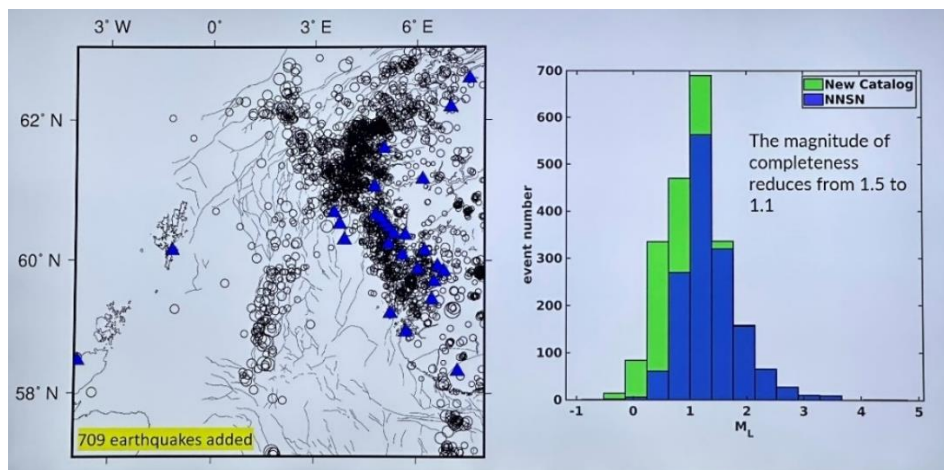 3° W 0° 3° E 6° E
62° N
60° N
58° N
709 earthquakes added
700
600
500
400
300
200
100
0
event number
-1 0 1 2 3 4 5
M_L
New Catalog
NNSN
The magnitude of
completeness
reduces from 1.5 to
1.1